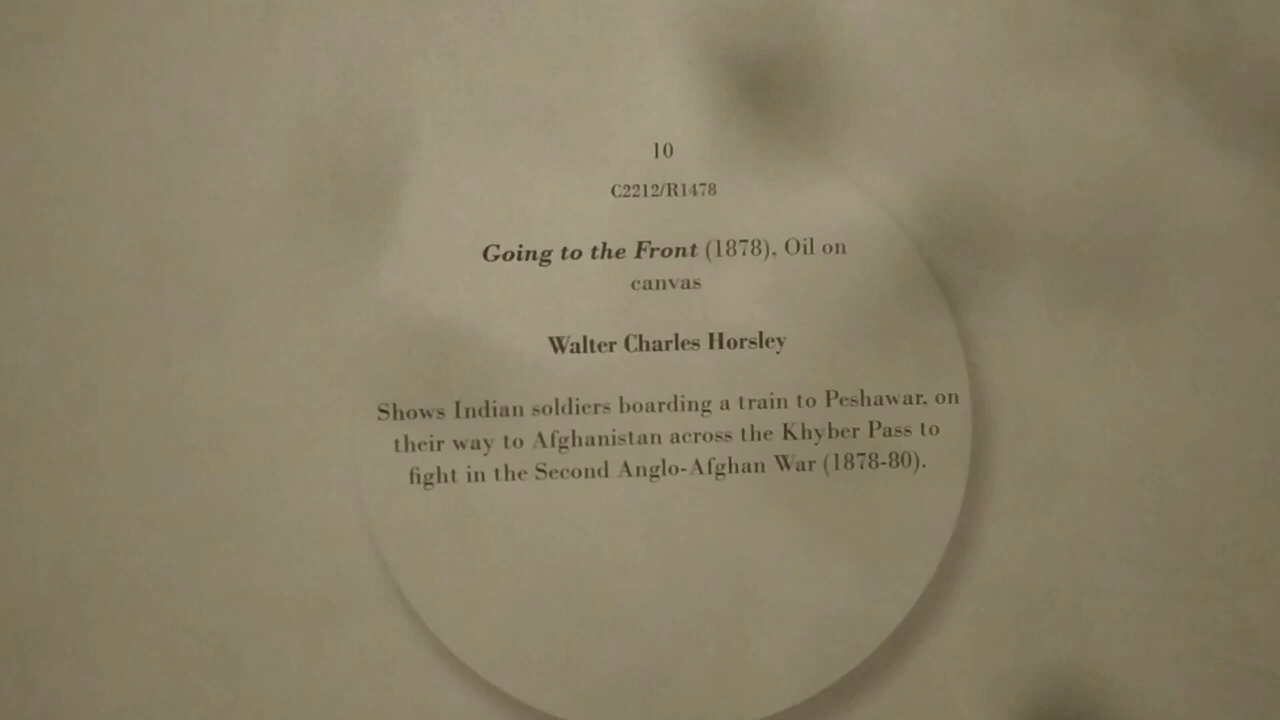 10
C2212/R1478
Going to the Front (1878). Oil on
canvas
Walter Charles Horsley
Shows Indian soldiers boarding a train to Peshawar, on
their way to Afghanistan across the Khyber Pass to
fight in the Second Anglo-Afghan War (1878-80).